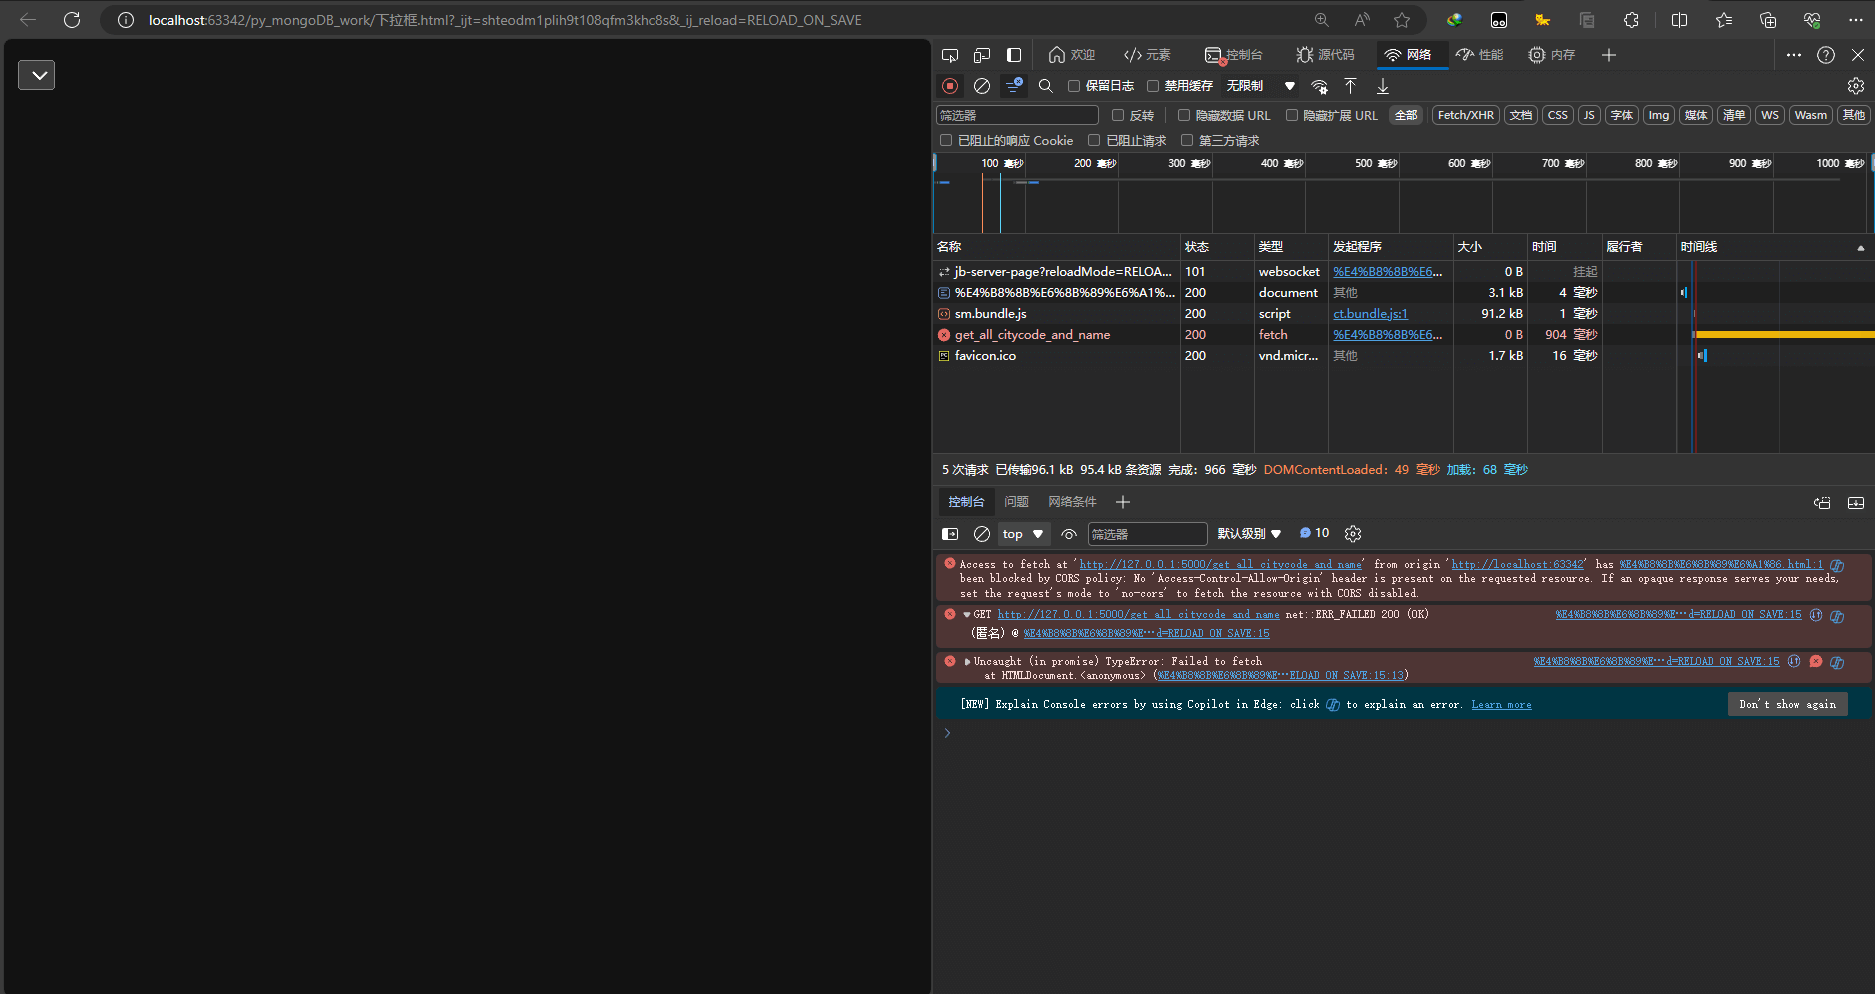 localhost:63342/py_mongoDB_work/下拉框.html?_ijt=shteodm1plih9t108qfm3khc8s&_ij_reload=RELOAD_ON_SAVE
欢迎 元素 控制台 源代码 网络 性能 内存
保留日志 禁用缓存 无限制
筛选器 反转 隐藏数据 URL 隐藏扩展 URL 全部 Fetch/XHR 文档 CSS JS 字体 Img 媒体 清单 WS Wasm 其他
已阻止的响应 Cookie 已阻止请求 第三方请求
100 毫秒 200 毫秒 300 毫秒 400 毫秒 500 毫秒 600 毫秒 700 毫秒 800 毫秒 900 毫秒 1000 毫秒
名称 状态 类型 发起程序 大小 时间 履行者 时间线
jb-server-page?reloadMode=RELOA... 101 websocket %E4%B8%8B%E6... 0 B 挂起
%E4%B8%8B%E6%8B%89%E6%A1%... 200 document 其他 3.1 kB 4 毫秒
sm.bundle.js 200 script ct.bundle.js:1 91.2 kB 1 毫秒
get_all_citycode_and_name 200 fetch %E4%B8%8B%E6... 0 B 904 毫秒
favicon.ico 200 vnd.micr... 其他 1.7 kB 16 毫秒
5 次请求 已传输96.1 kB 95.4 kB 条资源 完成：966 毫秒 DOMContentLoaded：49 毫秒 加载：68 毫秒
控制台 问题 网络条件
top 筛选器 默认级别 10
Access to fetch at 'http://127.0.0.1:5000/get_all_citycode_and_name' from origin 'http://localhost:63342' has %E4%B8%8B%E6%8B%89%E6%A1%86.html:1
been blocked by CORS policy: No 'Access-Control-Allow-Origin' header is present on the requested resource. If an opaque response serves your needs,
set the request's mode to 'no-cors' to fetch the resource with CORS disabled.
GET http://127.0.0.1:5000/get_all_citycode_and_name net::ERR_FAILED 200 (OK) %E4%B8%8B%E6%8B%89%E…d=RELOAD_ON_SAVE:15
(匿名) @ %E4%B8%8B%E6%8B%89%E…d=RELOAD_ON_SAVE:15
Uncaught (in promise) TypeError: Failed to fetch %E4%B8%8B%E6%8B%89%E…d=RELOAD_ON_SAVE:15
at HTMLDocument.<anonymous> (%E4%B8%8B%E6%8B%89%E…ELOAD_ON_SAVE:15:13)
[NEW] Explain Console errors by using Copilot in Edge: click to explain an error. Learn more Don't show again